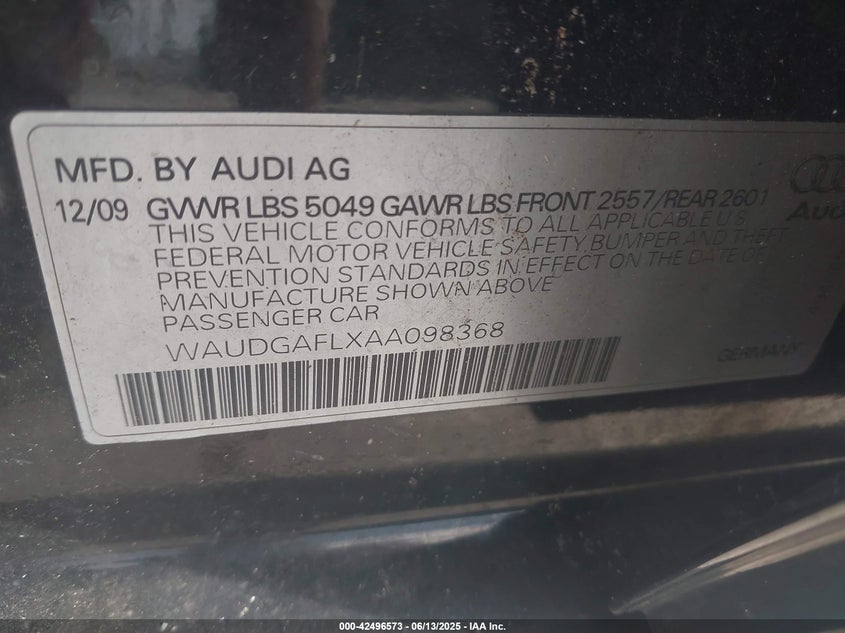 MFD. BY AUDI AG
12/09 GVWR LBS 5049 GAWR LBS FRONT 2557/REAR 2601
THIS VEHICLE CONFORMS TO ALL APPLICABLE U.S.
FEDERAL MOTOR VEHICLE SAFETY, BUMPER AND THEFT
PREVENTION STANDARDS IN EFFECT ON THE DATE OF
MANUFACTURE SHOWN ABOVE
PASSENGER CAR
WAUDGAFLXAA098368
GERMANY
000-42496573 - 06/13/2025 - IAA Inc.